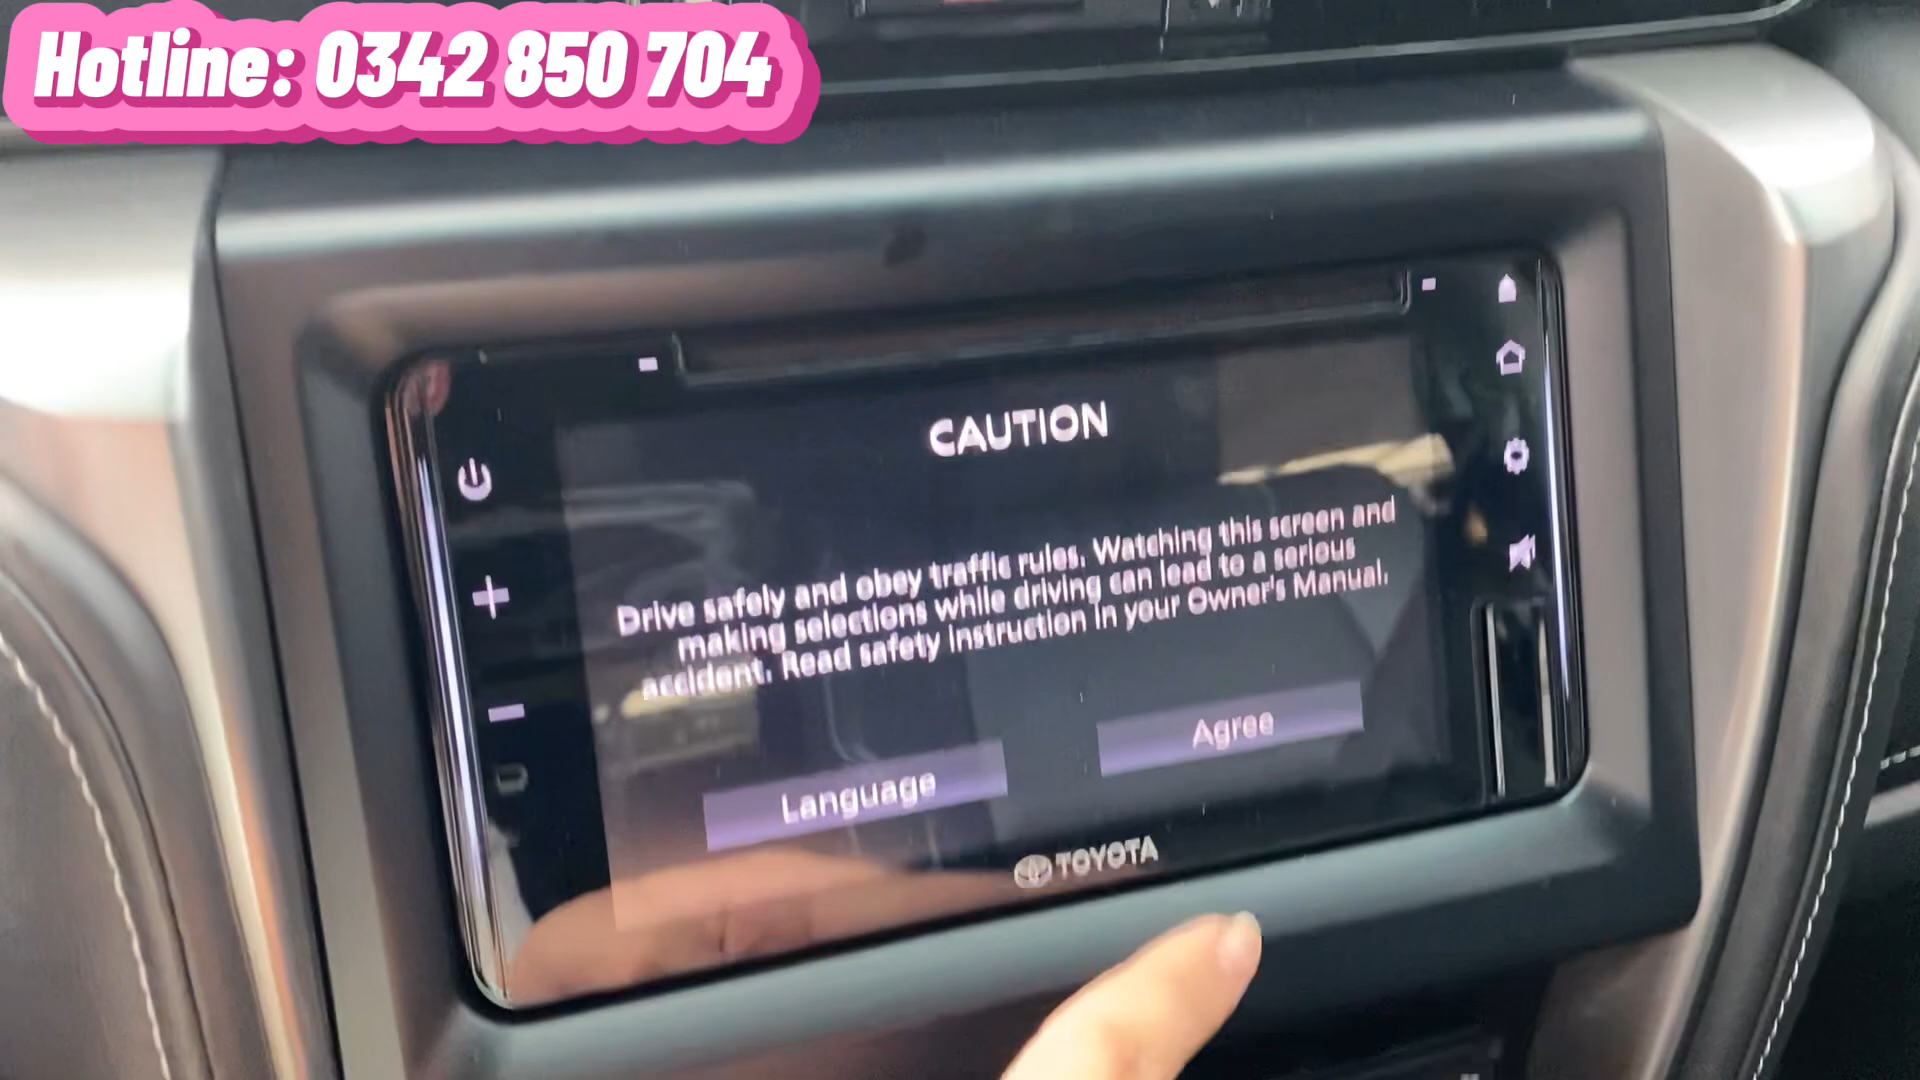 Hotline: 0342 850 704
CAUTION
Drive safely and obey traffic rules. Watching this screen and
making selections while driving can lead to a serious
accident. Read safety instruction in your Owner's Manual.
Agree
Language
TOYOTA